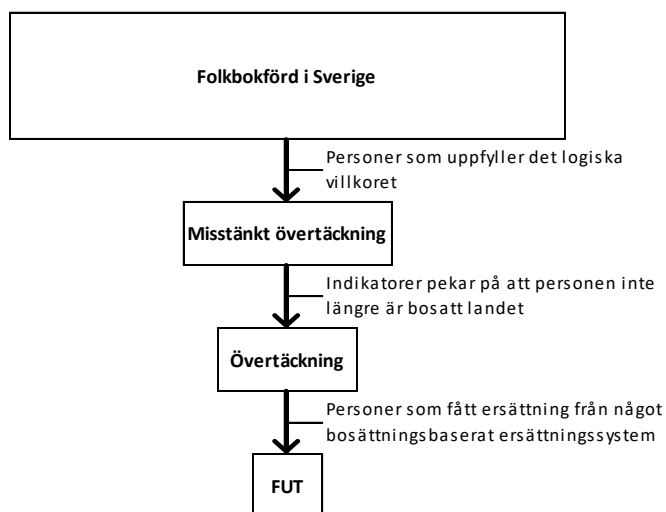 Folkbokförd i Sverige
Personer som uppfyller det logiska
villkoret
Misstänkt övertäckning
Indikatorer pekar på att personen inte
längre är bosatt landet
Övertäckning
Personer som fått ersättning från något
bosättningsbaserat ersättningssystem
FUT